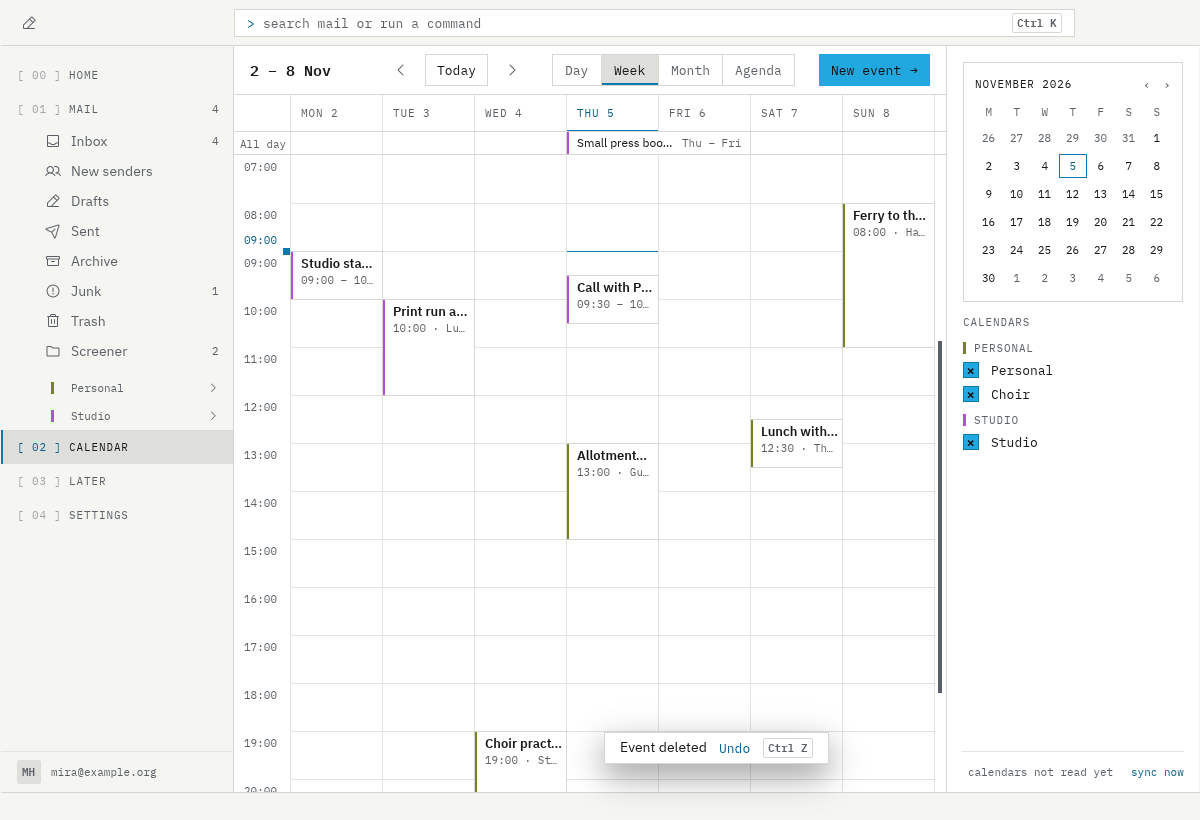 > search mail or run a command Ctrl K
[ 00 ] HOME
[ 01 ] MAIL 4
Inbox 4
New senders
Drafts
Sent
Archive
Junk 1
Trash
Screener 2
Personal
Studio
[ 02 ] CALENDAR
[ 03 ] LATER
[ 04 ] SETTINGS
MH mira@example.org
2 – 8 Nov Today Day Week Month Agenda New event →
MON 2 TUE 3 WED 4 THU 5 FRI 6 SAT 7 SUN 8
All day Small press boo… Thu – Fri
07:00
08:00
09:00
09:00
10:00
11:00
12:00
13:00
14:00
15:00
16:00
17:00
18:00
19:00
20:00
Studio sta…
09:00 – 10…
Print run a…
10:00 · Lu…
Choir pract…
19:00 · St…
Call with P…
09:30 – 10…
Allotment…
13:00 · Gu…
Lunch with…
12:30 · Th…
Ferry to th…
08:00 · Ha…
Event deleted Undo Ctrl Z
NOVEMBER 2026 ‹ ›
M T W T F S S
26 27 28 29 30 31 1
2 3 4 5 6 7 8
9 10 11 12 13 14 15
16 17 18 19 20 21 22
23 24 25 26 27 28 29
30 1 2 3 4 5 6
CALENDARS
PERSONAL
× Personal
× Choir
STUDIO
× Studio
calendars not read yet sync now